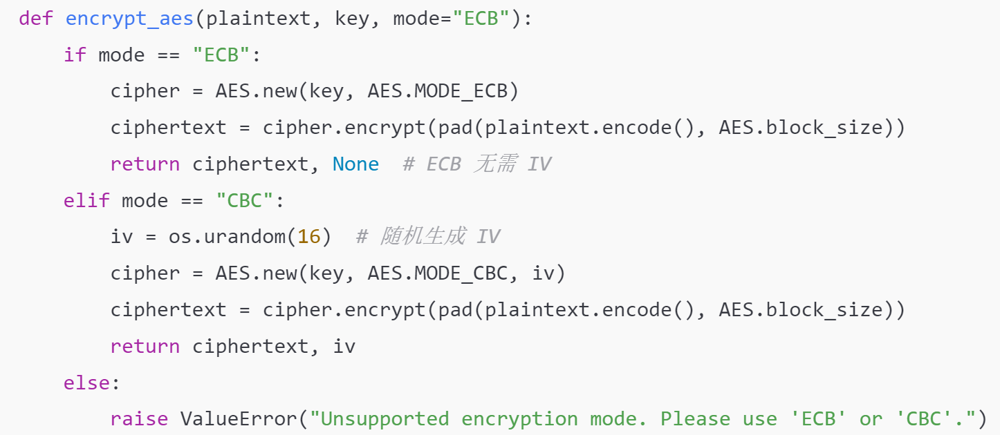 def encrypt_aes(plaintext, key, mode="ECB"):
    if mode == "ECB":
        cipher = AES.new(key, AES.MODE_ECB)
        ciphertext = cipher.encrypt(pad(plaintext.encode(), AES.block_size))
        return ciphertext, None  # ECB 无需 IV
    elif mode == "CBC":
        iv = os.urandom(16)  # 随机生成 IV
        cipher = AES.new(key, AES.MODE_CBC, iv)
        ciphertext = cipher.encrypt(pad(plaintext.encode(), AES.block_size))
        return ciphertext, iv
    else:
        raise ValueError("Unsupported encryption mode. Please use 'ECB' or 'CBC'.")